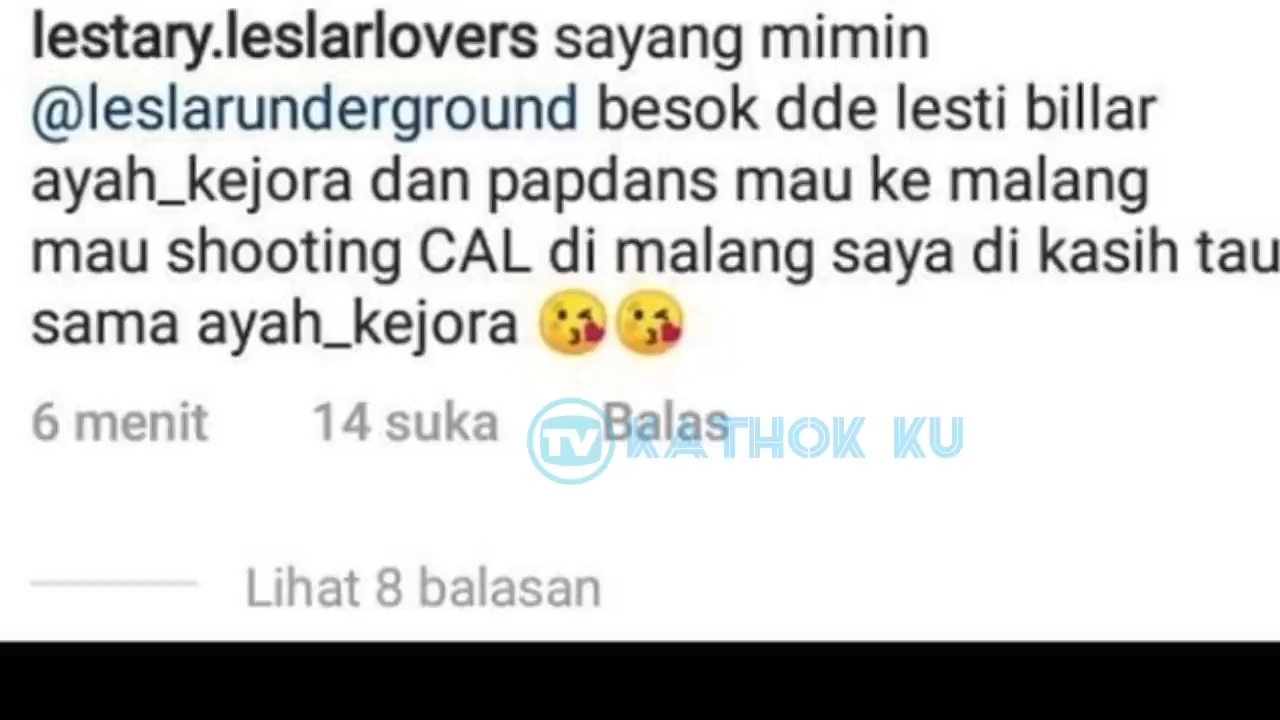 lestary.leslarlovers sayang mimin
@leslarunderground besok dde lesti billar
ayah_kejora dan papdans mau ke malang
mau shooting CAL di malang saya di kasih tau
sama ayah_kejora 😘😘
6 menit 14 suka Balas
TV KATHOK KU
Lihat 8 balasan